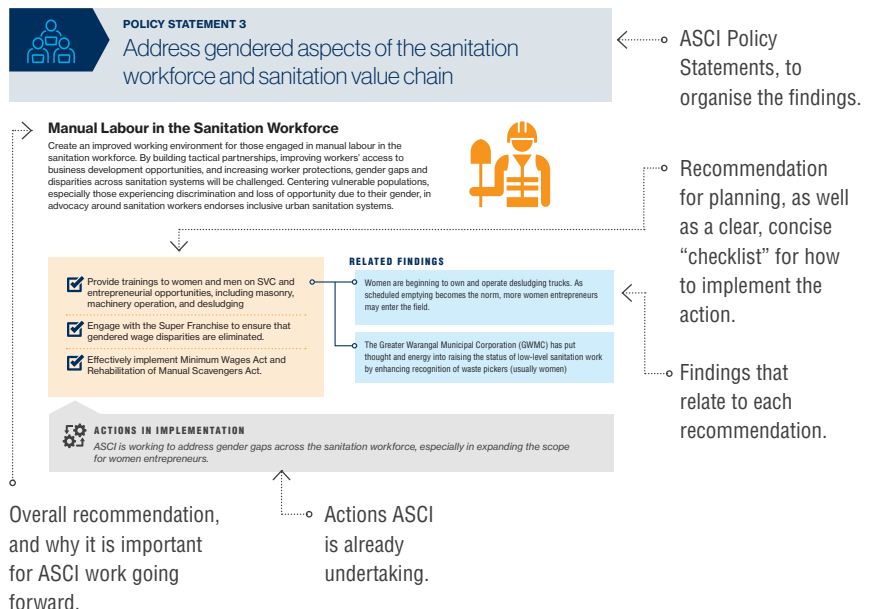 POLICY STATEMENT 3
Address gendered aspects of the sanitation
workforce and sanitation value chain
ASCI Policy
Statements, to
organise the findings.
Manual Labour in the Sanitation Workforce
Create an improved working environment for those engaged in manual labour in the
sanitation workforce. By building tactical partnerships, improving workers' access to
business development opportunities, and increasing worker protections, gender gaps and
disparities across sanitation systems will be challenged. Centering vulnerable populations,
especially those experiencing discrimination and loss of opportunity due to their gender, in
advocacy around sanitation workers endorses inclusive urban sanitation systems.
Recommendation
for planning, as well
as a clear, concise
“checklist” for how
to implement the
action.
Provide trainings to women and men on SVC and
entrepreneurial opportunities, including masonry,
machinery operation, and desludging
Engage with the Super Franchise to ensure that
gendered wage disparities are eliminated.
Effectively implement Minimum Wages Act and
Rehabilitation of Manual Scavengers Act.
RELATED FINDINGS
Women are beginning to own and operate desludging trucks. As
scheduled emptying becomes the norm, more women entrepreneurs
may enter the field.
The Greater Warangal Municipal Corporation (GWMC) has put
thought and energy into raising the status of low-level sanitation work
by enhancing recognition of waste pickers (usually women)
Findings that
relate to each
recommendation.
ACTIONS IN IMPLEMENTATION
ASCI is working to address gender gaps across the sanitation workforce, especially in expanding the scope
for women entrepreneurs.
Overall recommendation,
and why it is important
for ASCI work going
forward.
Actions ASCI
is already
undertaking.